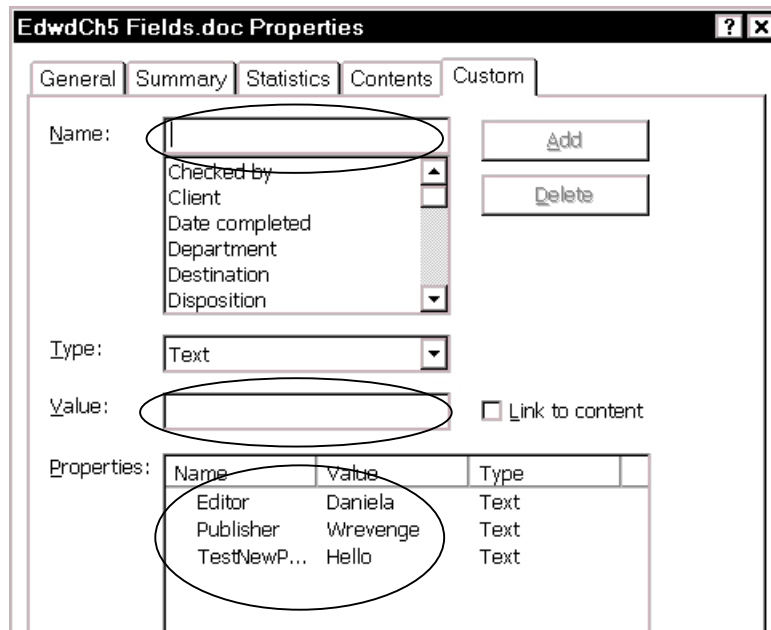 EdwdCh5 Fields.doc Properties ? X
General Summary Statistics Contents Custom
Name: Add
Checked by
Client Delete
Date completed
Department
Destination
Disposition
Type: Text
Value: Link to content
Properties: Name Value Type
Editor Daniela Text
Publisher Wrevenge Text
TestNewP... Hello Text